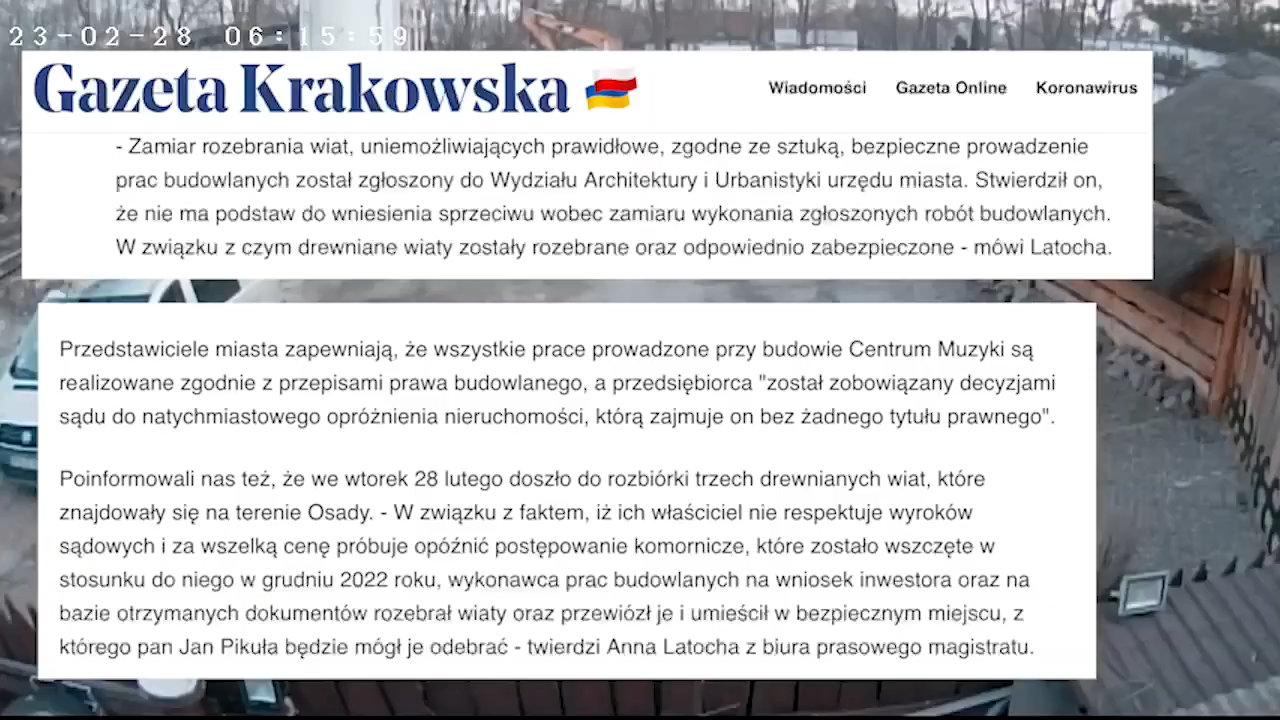 23-02-28 06:15:59
Gazeta Krakowska
Wiadomości Gazeta Online Koronawirus
- Zamiar rozebrania wiat, uniemożliwiających prawidłowe, zgodne ze sztuką, bezpieczne prowadzenie
prac budowlanych został zgłoszony do Wydziału Architektury i Urbanistyki urzędu miasta. Stwierdził on,
że nie ma podstaw do wniesienia sprzeciwu wobec zamiaru wykonania zgłoszonych robót budowlanych.
W związku z czym drewniane wiaty zostały rozebrane oraz odpowiednio zabezpieczone - mówi Latocha.
Przedstawiciele miasta zapewniają, że wszystkie prace prowadzone przy budowie Centrum Muzyki są
realizowane zgodnie z przepisami prawa budowlanego, a przedsiębiorca "został zobowiązany decyzjami
sądu do natychmiastowego opróżnienia nieruchomości, którą zajmuje on bez żadnego tytułu prawnego".
Poinformowali nas też, że we wtorek 28 lutego doszło do rozbiórki trzech drewnianych wiat, które
znajdowały się na terenie Osady. - W związku z faktem, iż ich właściciel nie respektuje wyroków
sądowych i za wszelką cenę próbuje opóźnić postępowanie komornicze, które zostało wszczęte w
stosunku do niego w grudniu 2022 roku, wykonawca prac budowlanych na wniosek inwestora oraz na
bazie otrzymanych dokumentów rozebrał wiaty oraz przewiózł je i umieścił w bezpiecznym miejscu, z
którego pan Jan Pikuła będzie mógł je odebrać - twierdzi Anna Latocha z biura prasowego magistratu.